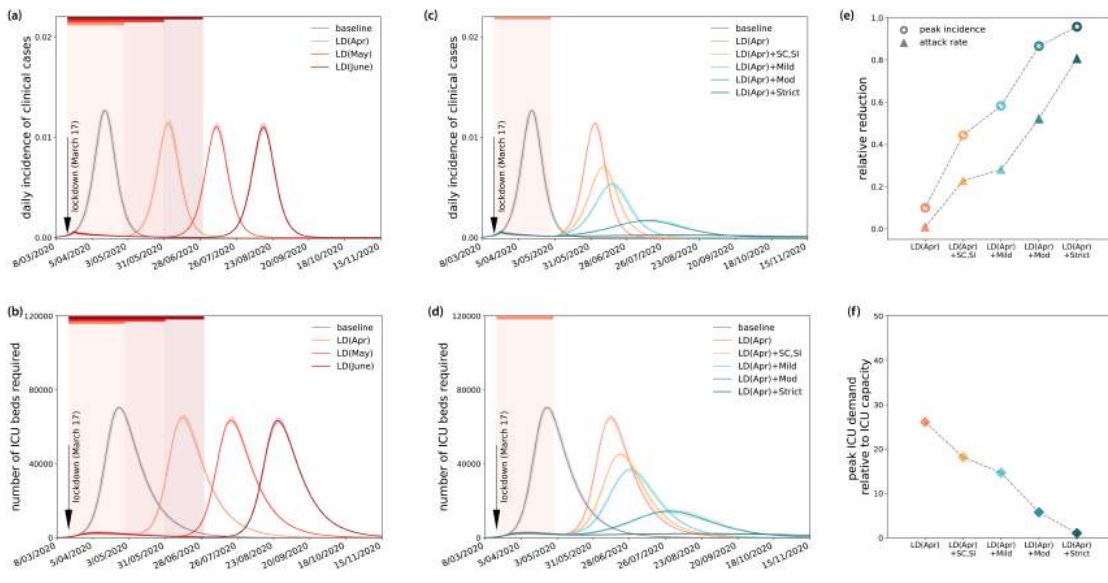 (a)
0.02
0.01
0.00
daily incidence of clinical cases
lockdown (March 17)
baseline
LD(Apr)
LD(May)
LD(June)
8/03/2020
5/04/2020
3/05/2020
31/05/2020
28/06/2020
26/07/2020
23/08/2020
20/09/2020
18/10/2020
15/11/2020
(c)
0.02
0.01
0.00
daily incidence of clinical cases
lockdown (March 17)
baseline
LD(Apr)
LD(Apr)+SC,SI
LD(Apr)+Mild
LD(Apr)+Mod
LD(Apr)+Strict
8/03/2020
5/04/2020
3/05/2020
31/05/2020
28/06/2020
26/07/2020
23/08/2020
20/09/2020
18/10/2020
15/11/2020
(e)
1.0
0.8
0.6
0.4
0.2
0.0
relative reduction
peak incidence
attack rate
LD(Apr)
LD(Apr)
+SC,SI
LD(Apr)
+Mild
LD(Apr)
+Mod
LD(Apr)
+Strict
(b)
120000
80000
40000
0
number of ICU beds required
lockdown (March 17)
baseline
LD(Apr)
LD(May)
LD(June)
8/03/2020
5/04/2020
3/05/2020
31/05/2020
28/06/2020
26/07/2020
23/08/2020
20/09/2020
18/10/2020
15/11/2020
(d)
120000
80000
40000
0
number of ICU beds required
lockdown (March 17)
baseline
LD(Apr)
LD(Apr)+SC,SI
LD(Apr)+Mild
LD(Apr)+Mod
LD(Apr)+Strict
8/03/2020
5/04/2020
3/05/2020
31/05/2020
28/06/2020
26/07/2020
23/08/2020
20/09/2020
18/10/2020
15/11/2020
(f)
50
40
30
20
10
0
peak ICU demand
relative to ICU capacity
LD(Apr)
LD(Apr)
+SC,SI
LD(Apr)
+Mild
LD(Apr)
+Mod
LD(Apr)
+Strict